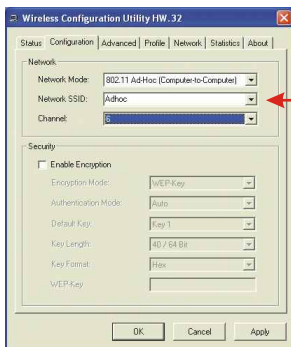 Wireless Configuration Utility HW.32
Status Configuration Advanced Profile Network Statistics About
Network
Network Mode: 802.11 Ad-Hoc (Computer-to-Computer)
Network SSID: Adhoc
Channel: 6
Security
Enable Encryption
Encryption Mode: WEP-Key
Authentication Mode: Auto
Default Key: Key 1
Key Length: 40 / 64 Bit
Key Format: Hex
WEP-Key
OK Cancel Apply